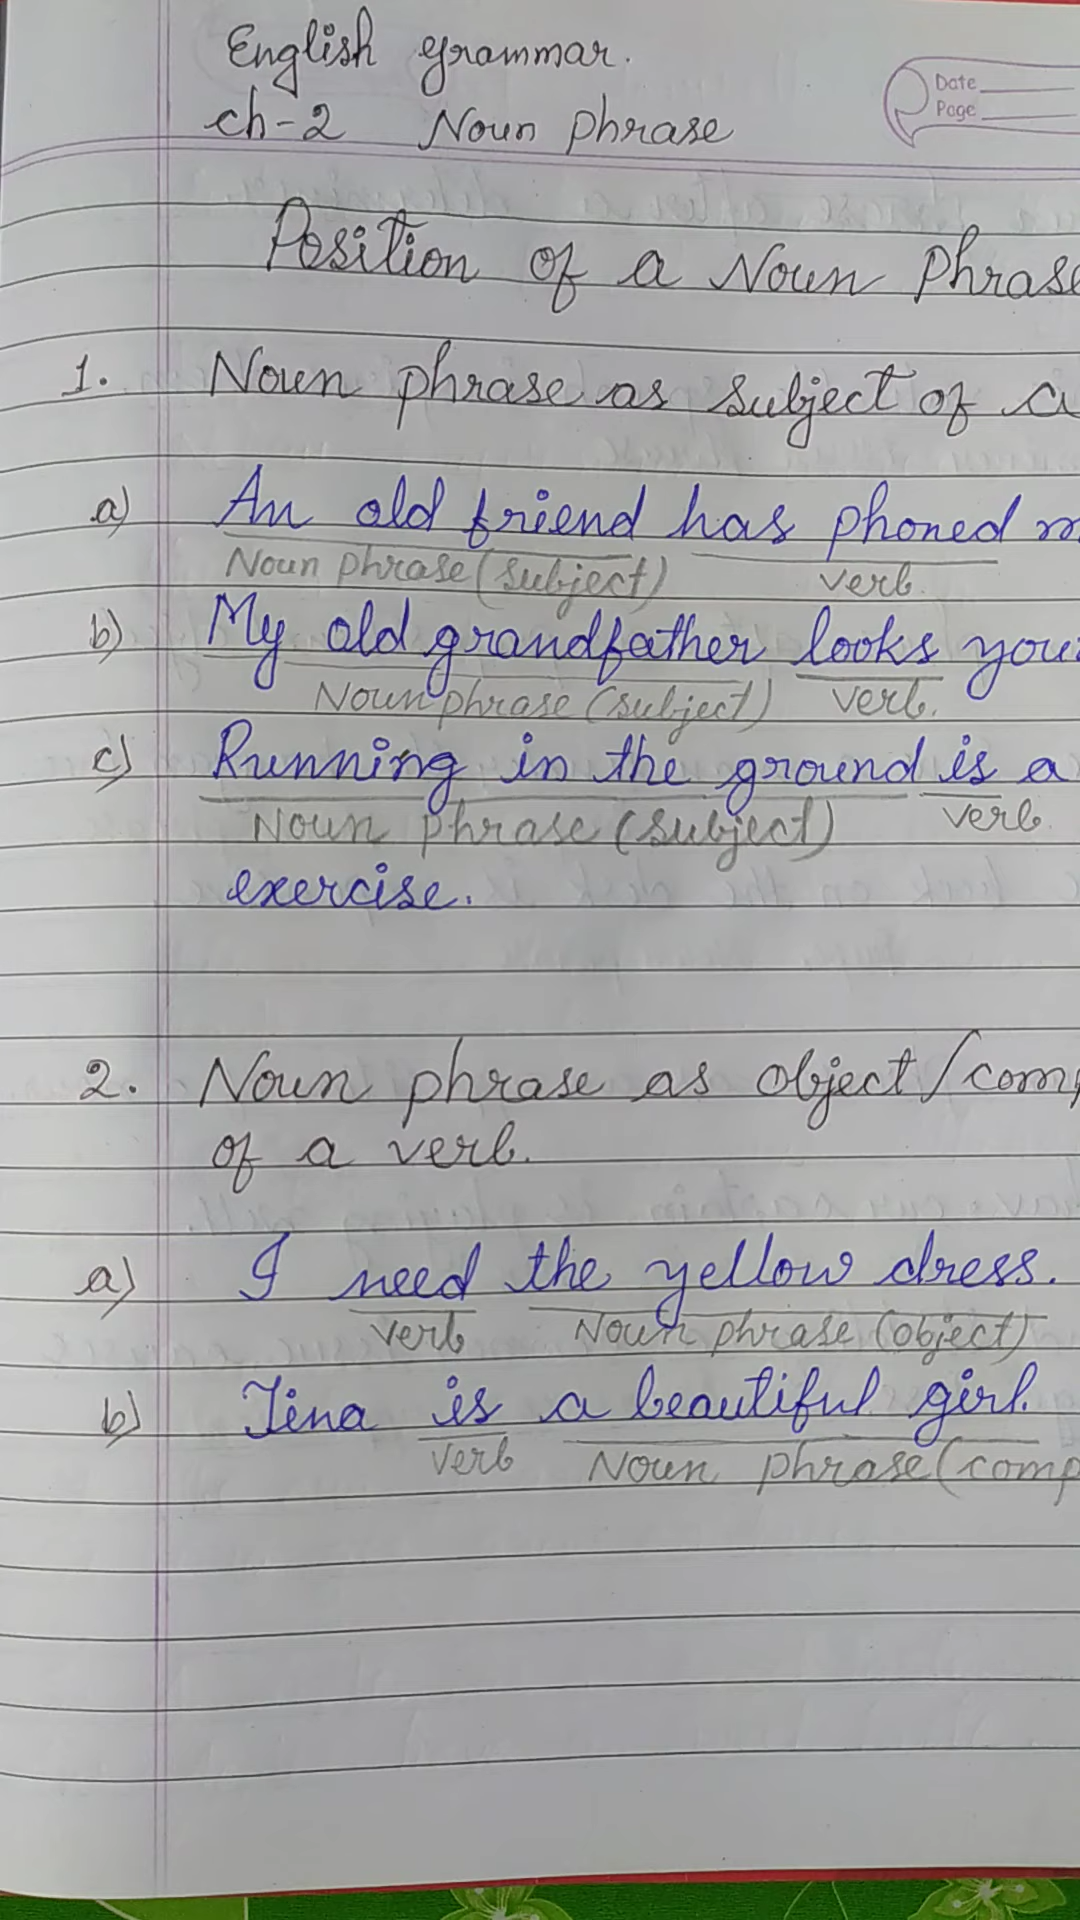 English grammar.
Date
ch-2 Noun Phrase
Page
Position of a Noun Phrase
1. Noun phrase as subject of a
a) An old friend has phoned
Noun phrase (subject) verb.
b) My old grandfather looks
Noun phrase (subject) verb.
c) Running in the ground is a
Noun phrase (subject) verb.
exercise.
2. Noun phrase as object/
of a verb.
a) I need the yellow dress.
verb Noun phrase (object)
b) Tina is a beautiful girl.
verb Noun phrase (